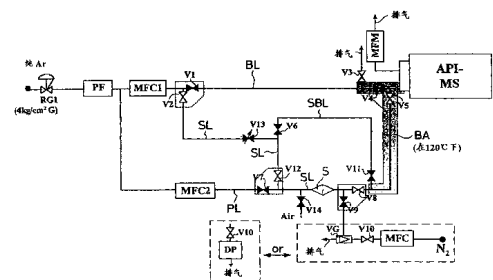 排气
排气
MFM
纯 Ar
V3
API-
MS
BL
V1
PF
MFC1
RG1
(4kg/cm² G)
V2
V4
V5
SBL
BA
(在120℃下)
SL
V13
V6
SL
V12
V11
SL
S
MFC2
PL
V7
V8
V14
V9
Air
V10
DP
排气
or
VG
V10
MFC
N₂
排气